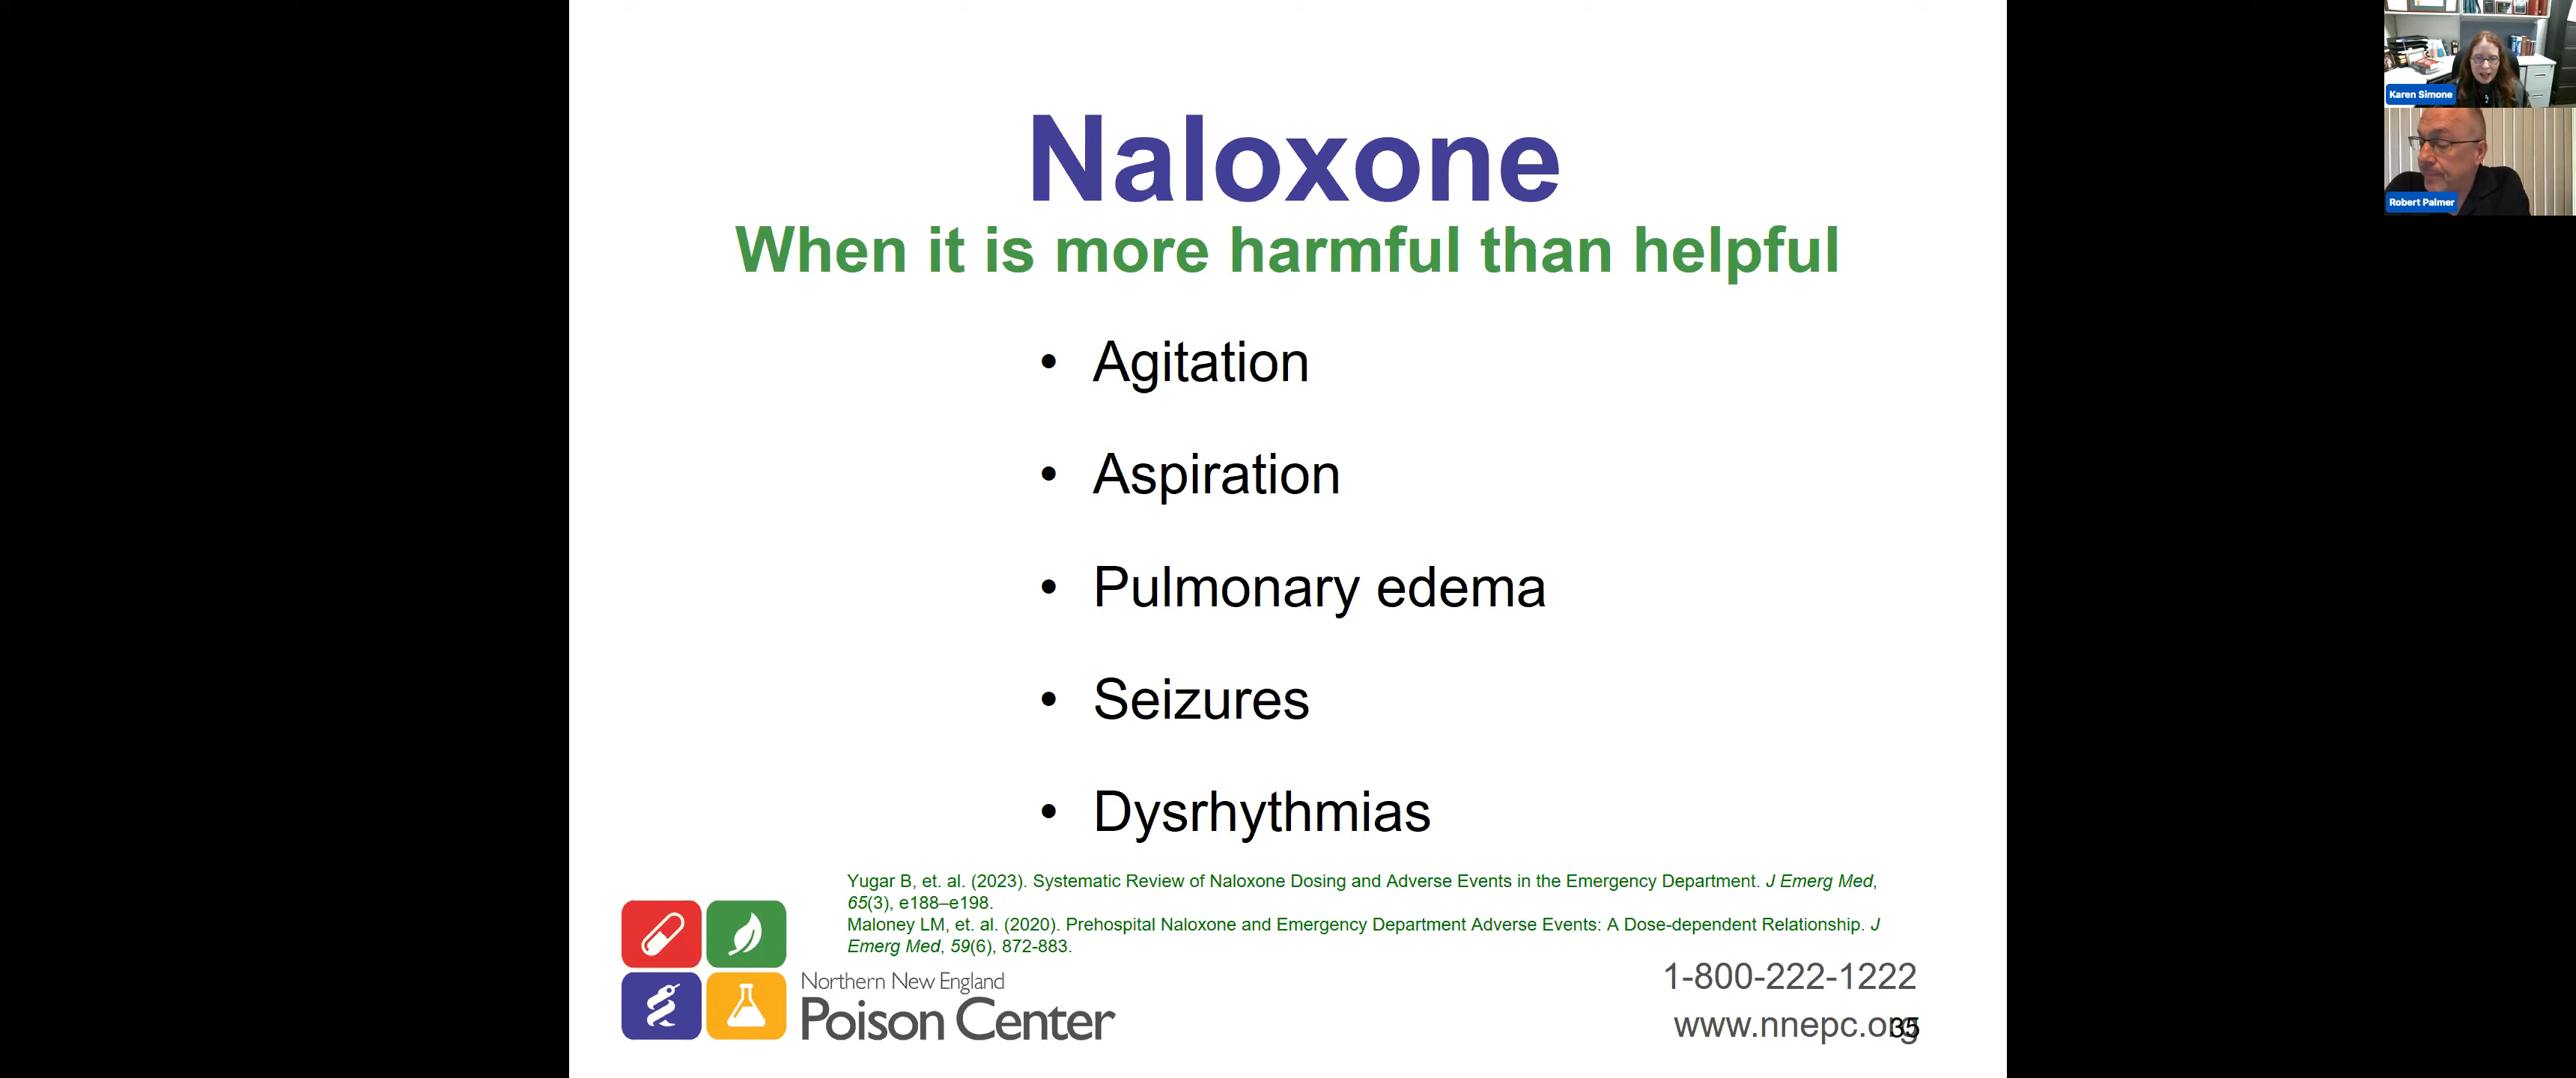 Naloxone
When it is more harmful than helpful
• Agitation
• Aspiration
• Pulmonary edema
• Seizures
• Dysrhythmias
Yugar B, et. al. (2023). Systematic Review of Naloxone Dosing and Adverse Events in the Emergency Department. J Emerg Med,
65(3), e188–e198.
Maloney LM, et. al. (2020). Prehospital Naloxone and Emergency Department Adverse Events: A Dose-dependent Relationship. J
Emerg Med, 59(6), 872-883.
Northern New England
Poison Center
1-800-222-1222
www.nnepc.org
35
Karen Simone
Robert Palmer